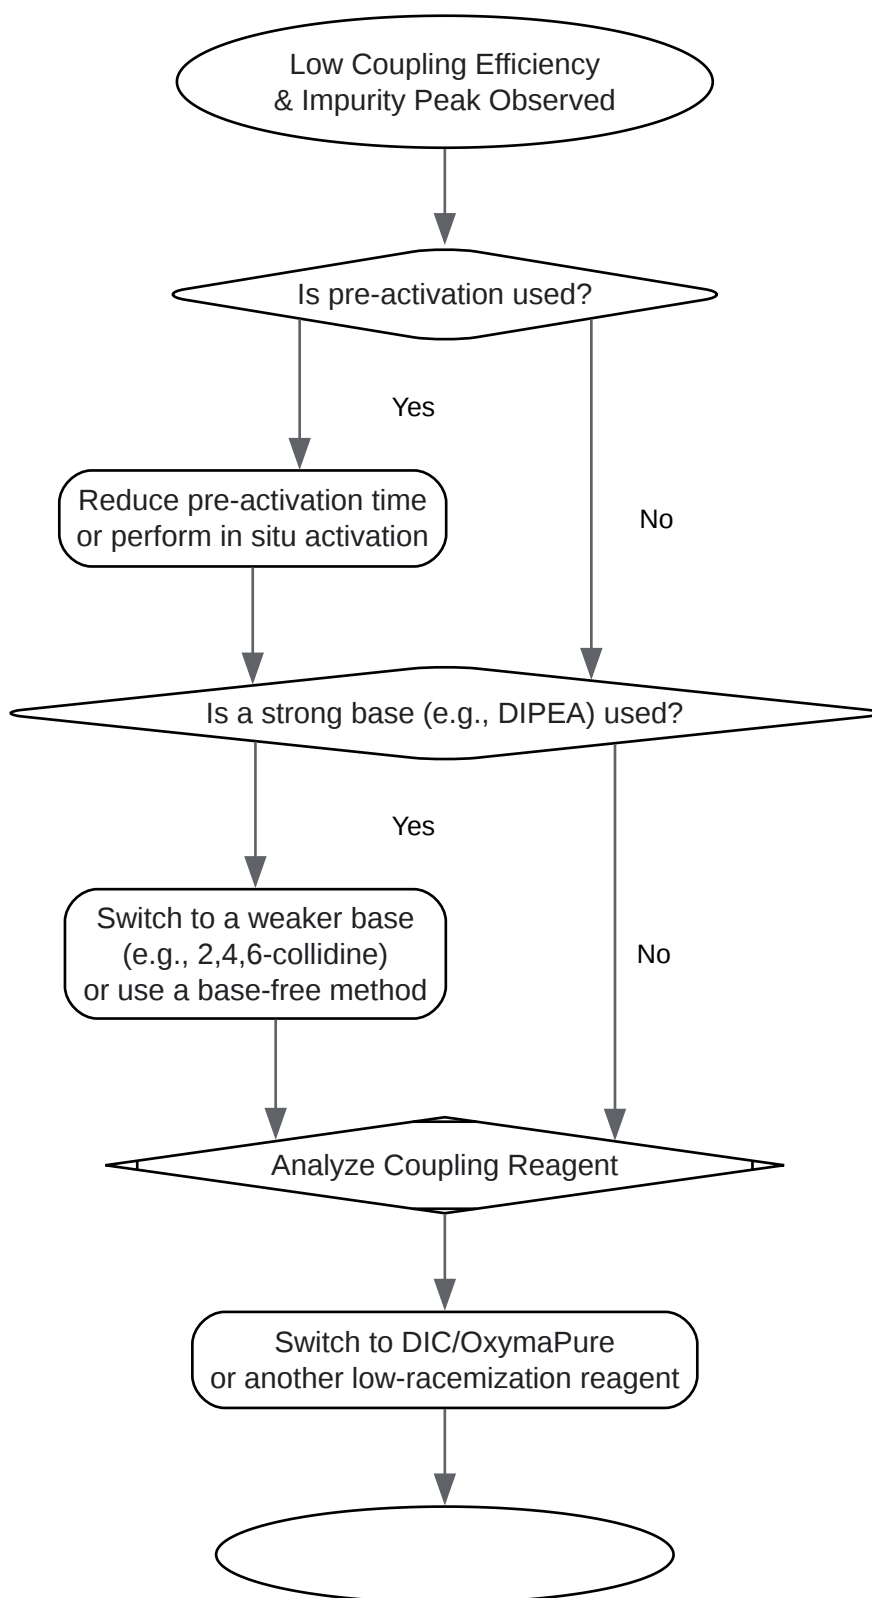 Low Coupling Efficiency
& Impurity Peak Observed
Is pre-activation used?
Yes
Reduce pre-activation time
or perform in situ activation
No
Is a strong base (e.g., DIPEA) used?
Yes
Switch to a weaker base
(e.g., 2,4,6-collidine)
or use a base-free method
No
Analyze Coupling Reagent
Switch to DIC/OxymaPure
or another low-racemization reagent